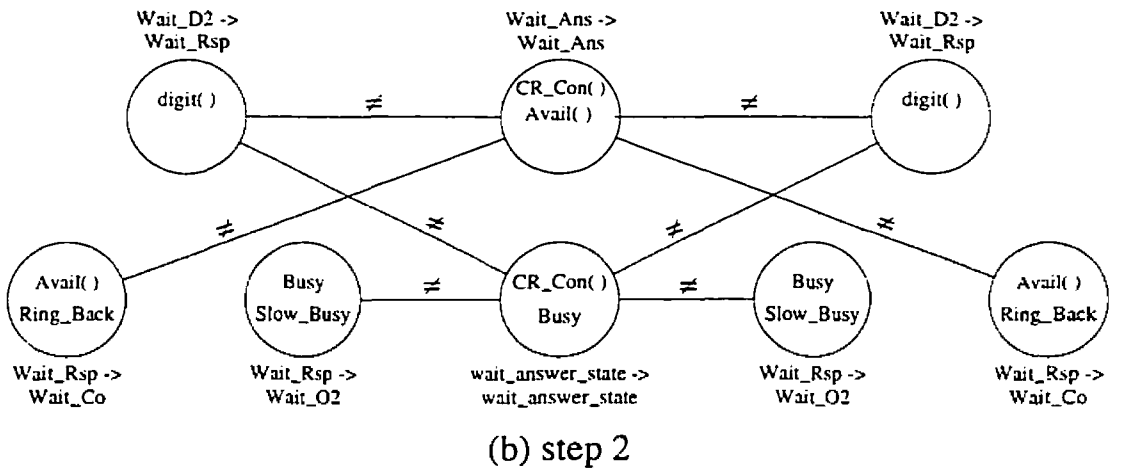 Wait_D2 ->
Wait_Rsp
Wait_Ans ->
Wait_Ans
Wait_D2 ->
Wait_Rsp
digit( )
≠
CR_Con( )
Avail( )
≠
digit( )
≠
≠
≠
≠
Avail( )
Ring_Back
Busy
Slow_Busy
≠
CR_Con( )
Busy
≠
Busy
Slow_Busy
Avail( )
Ring_Back
Wait_Rsp ->
Wait_Co
Wait_Rsp ->
Wait_O2
wait_answer_state ->
wait_answer_state
Wait_Rsp ->
Wait_O2
Wait_Rsp ->
Wait_Co
(b) step 2